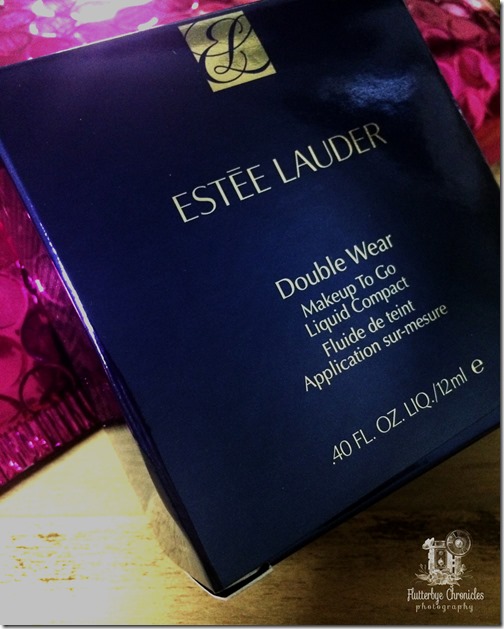 EL
ESTĒE LAUDER
Double Wear
Makeup To Go
Liquid Compact
Fluide de teint
Application sur-mesure
.40 FL. OZ. LIQ./12ml e
Flutterbye Chronicles
photography